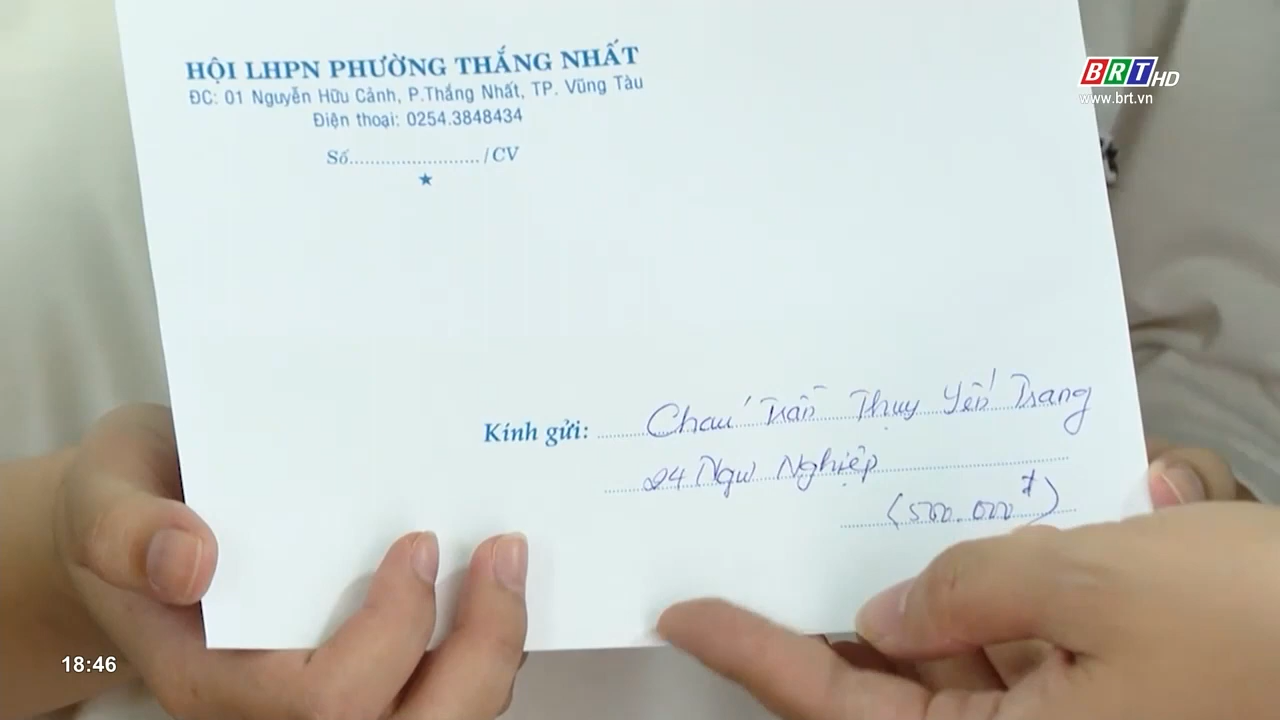 HỘI LHPN PHƯỜNG THẮNG NHẤT
ĐC: 01 Nguyễn Hữu Cảnh, P.Thắng Nhất, TP. Vũng Tàu
Điện thoại: 0254.3848434
Số......................../CV
Kính gửi: Cháu Trần Thụy Yến Trang
24 Ngư Nghiệp
(500.000đ)
BRT HD
www.brt.vn
18:46